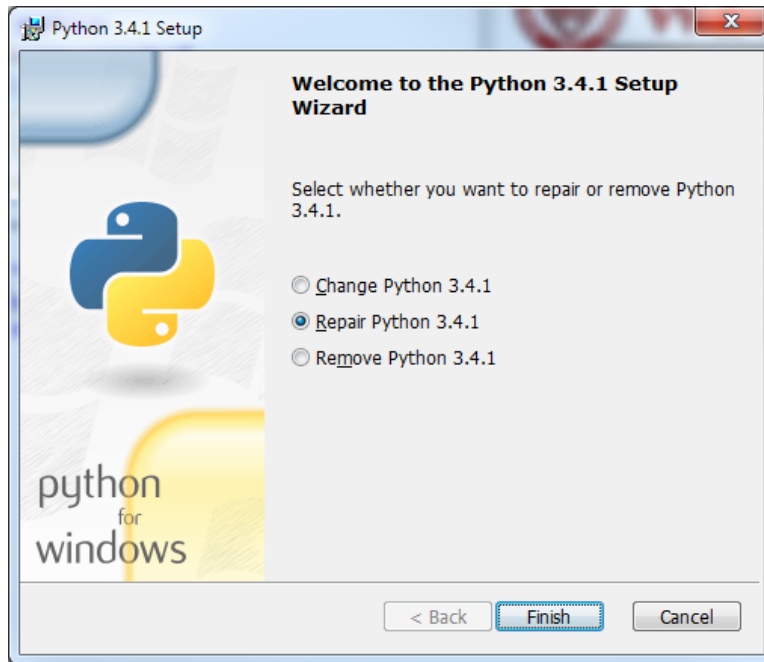 Python 3.4.1 Setup
Welcome to the Python 3.4.1 Setup
Wizard
Select whether you want to repair or remove Python
3.4.1.
Change Python 3.4.1
Repair Python 3.4.1
Remove Python 3.4.1
python
for
windows
< Back
Finish
Cancel